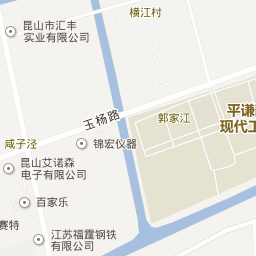 横江村
昆山市汇丰
实业有限公司
平谦
现代工
郭家江
玉杨路
咸子泾
锦宏仪器
昆山艾诺森
电子有限公司
百家乐
赛特
江苏福霆钢铁
有限公司